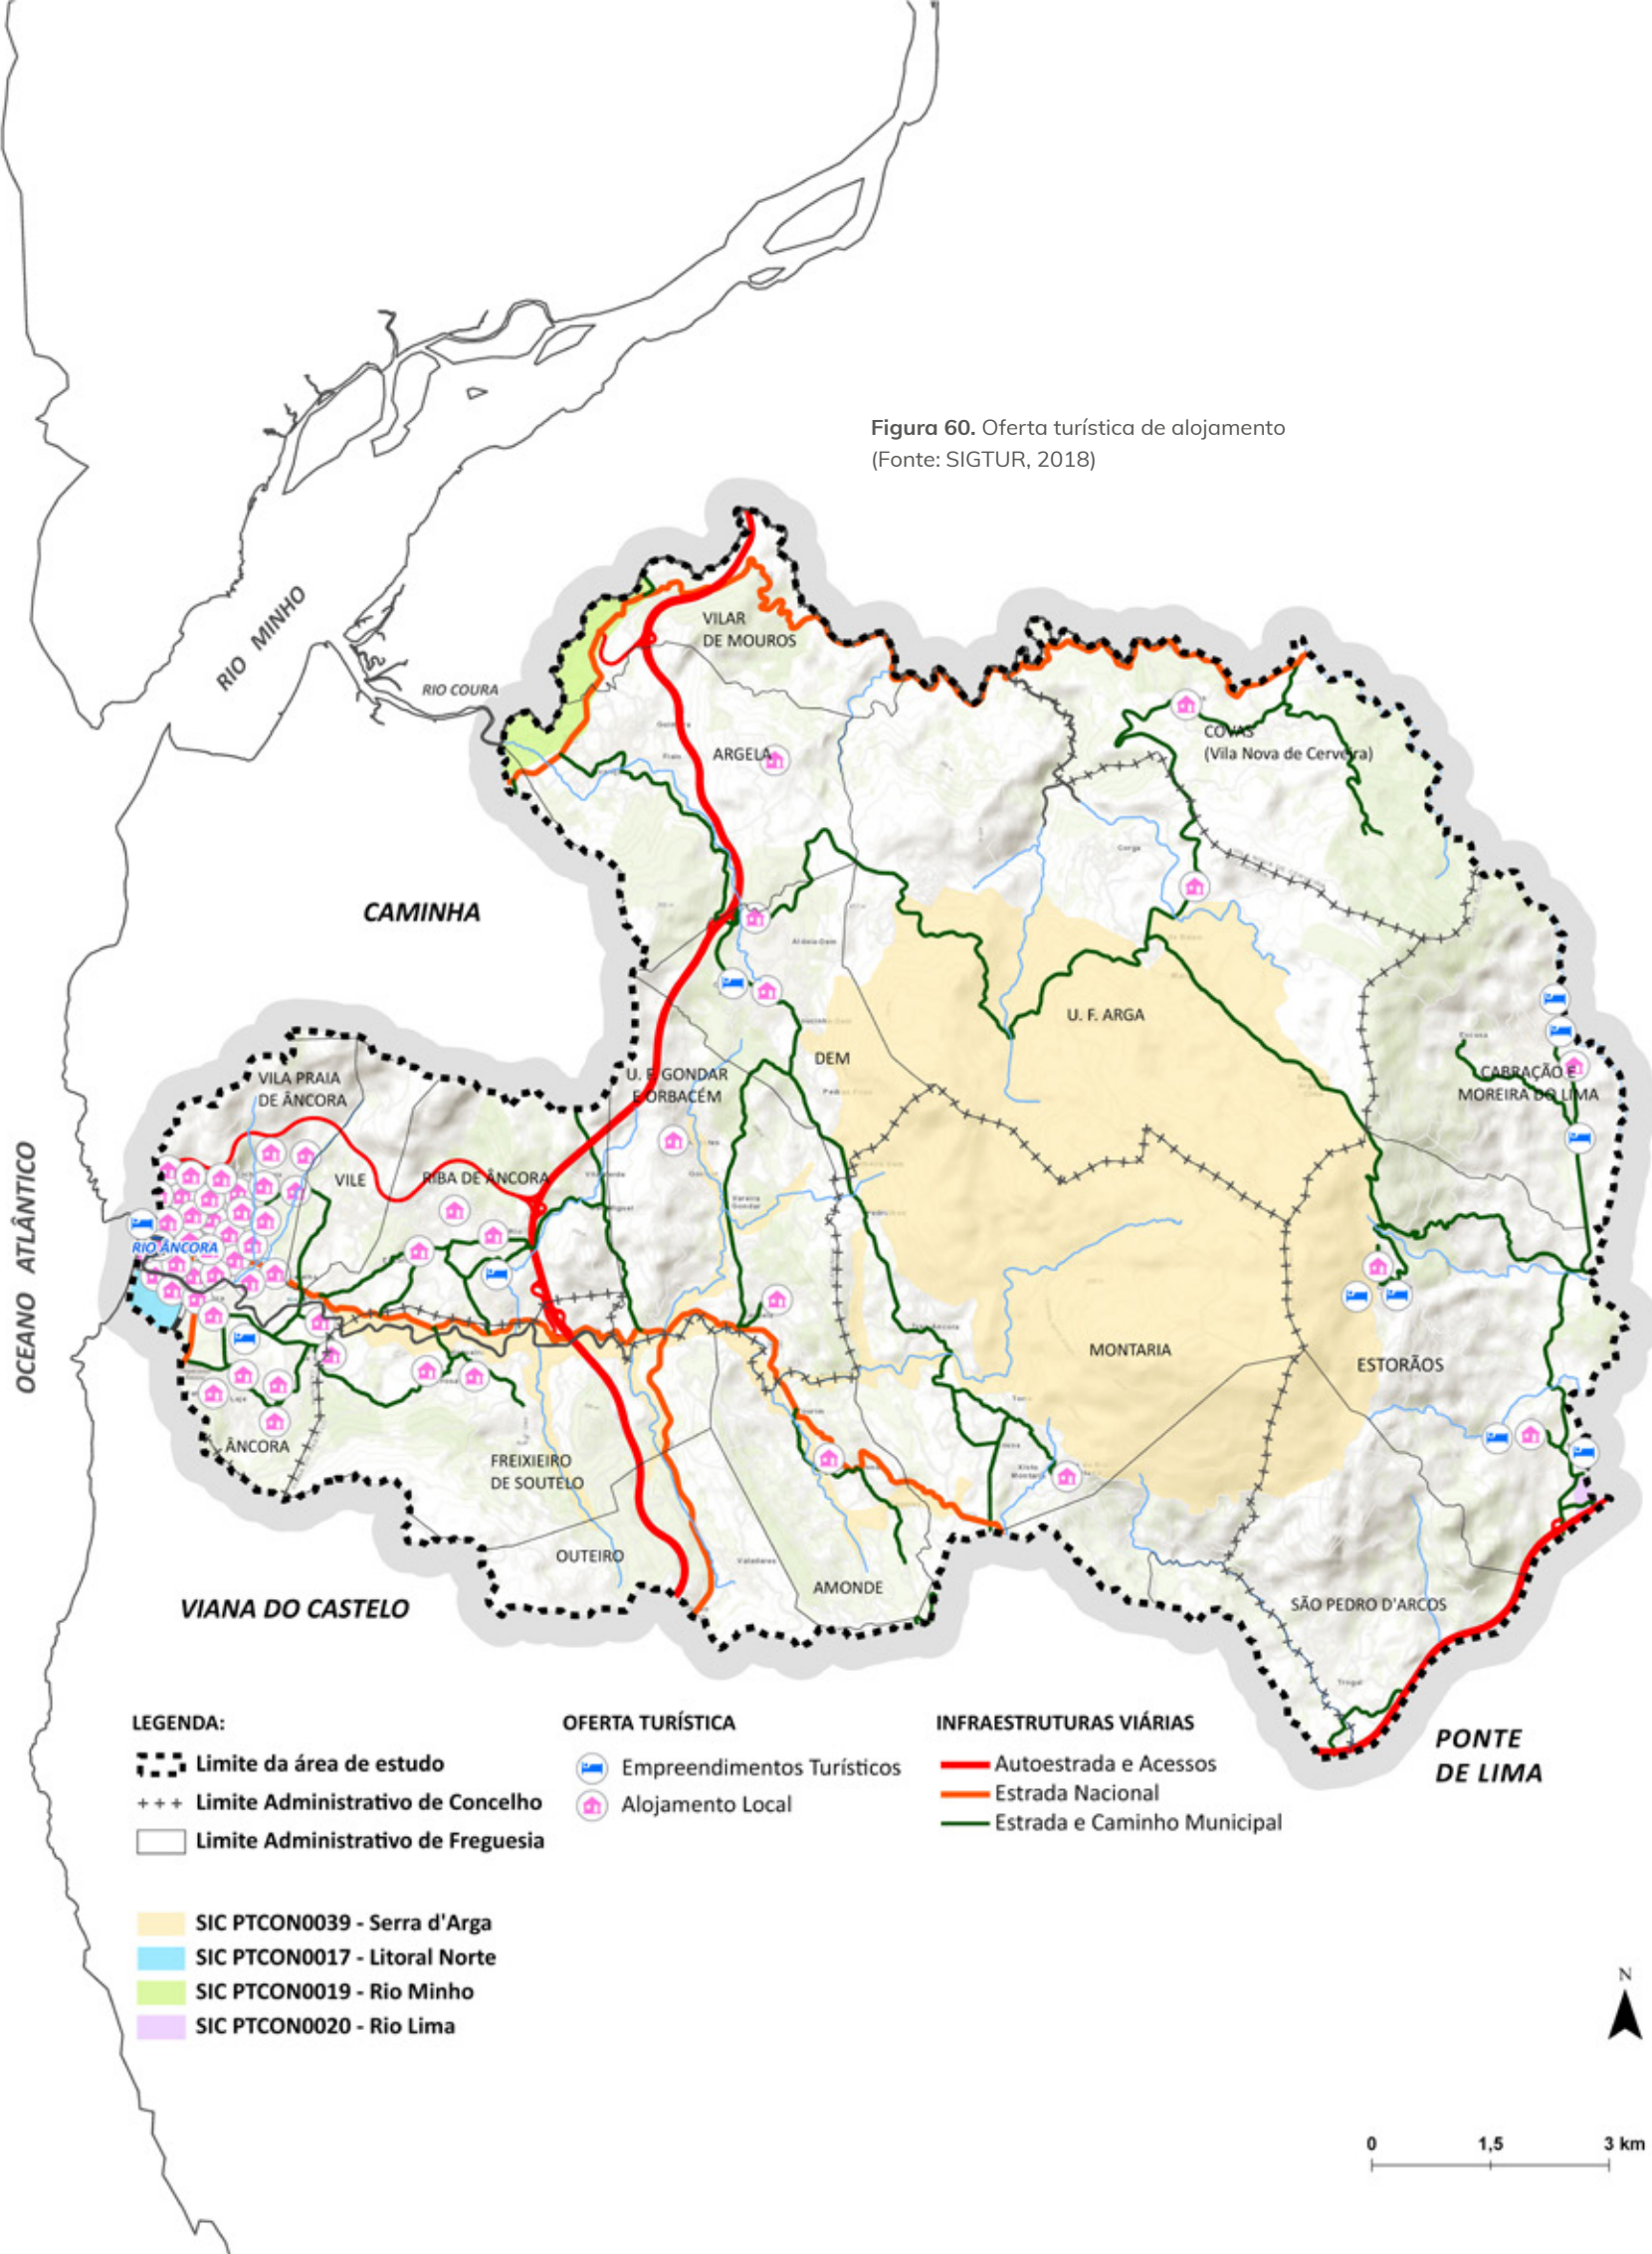 Figura 60. Oferta turística de alojamento
(Fonte: SIGTUR, 2018)
RIO MINHO
RIO COURA
VILAR
DE MOUROS
ARGELA
COVAS
(Vila Nova de Cerveira)
Gorga
CAMINHA
Aldeia-Dem
U. F. ARGA
DEM
VILA PRAIA
DE ÂNCORA
U. F. GONDAR
E ORBACÉM
CABRAÇÃO E
MOREIRA DO LIMA
VILE
RIBA DE ÂNCORA
OCEANO ATLÂNTICO
RIO ÂNCORA
MONTARIA
ESTORÃOS
ÂNCORA
FREIXIEIRO
DE SOUTELO
OUTEIRO
Valadares
AMONDE
SÃO PEDRO D'ARCOS
VIANA DO CASTELO
Trogal
PONTE
DE LIMA
LEGENDA:
Limite da área de estudo
Limite Administrativo de Concelho
Limite Administrativo de Freguesia
OFERTA TURÍSTICA
Empreendimentos Turísticos
Alojamento Local
INFRAESTRUTURAS VIÁRIAS
Autoestrada e Acessos
Estrada Nacional
Estrada e Caminho Municipal
SIC PTCON0039 - Serra d'Arga
SIC PTCON0017 - Litoral Norte
SIC PTCON0019 - Rio Minho
SIC PTCON0020 - Rio Lima
N
0 1,5 3 km